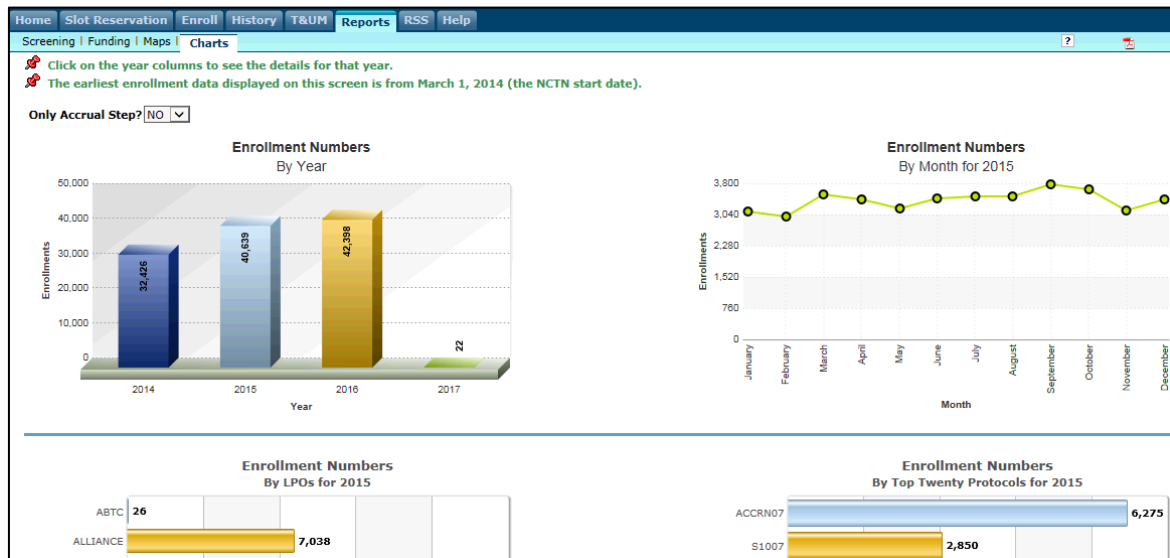 Home Slot Reservation Enroll History T&UM Reports RSS Help
Screening | Funding | Maps | Charts
?
Click on the year columns to see the details for that year.
The earliest enrollment data displayed on this screen is from March 1, 2014 (the NCTN start date).
Only Accrual Step? NO
Enrollment Numbers
By Year
50,000
40,000
30,000
20,000
10,000
0
Enrollments
32,426
40,639
42,398
22
2014 2015 2016 2017
Year
Enrollment Numbers
By Month for 2015
3,800
3,040
2,280
1,520
760
0
Enrollments
January February March April May June July August September October November December
Month
Enrollment Numbers
By LPOs for 2015
ABTC 26
ALLIANCE 7,038
Enrollment Numbers
By Top Twenty Protocols for 2015
ACCRN07 6,275
S1007 2,850